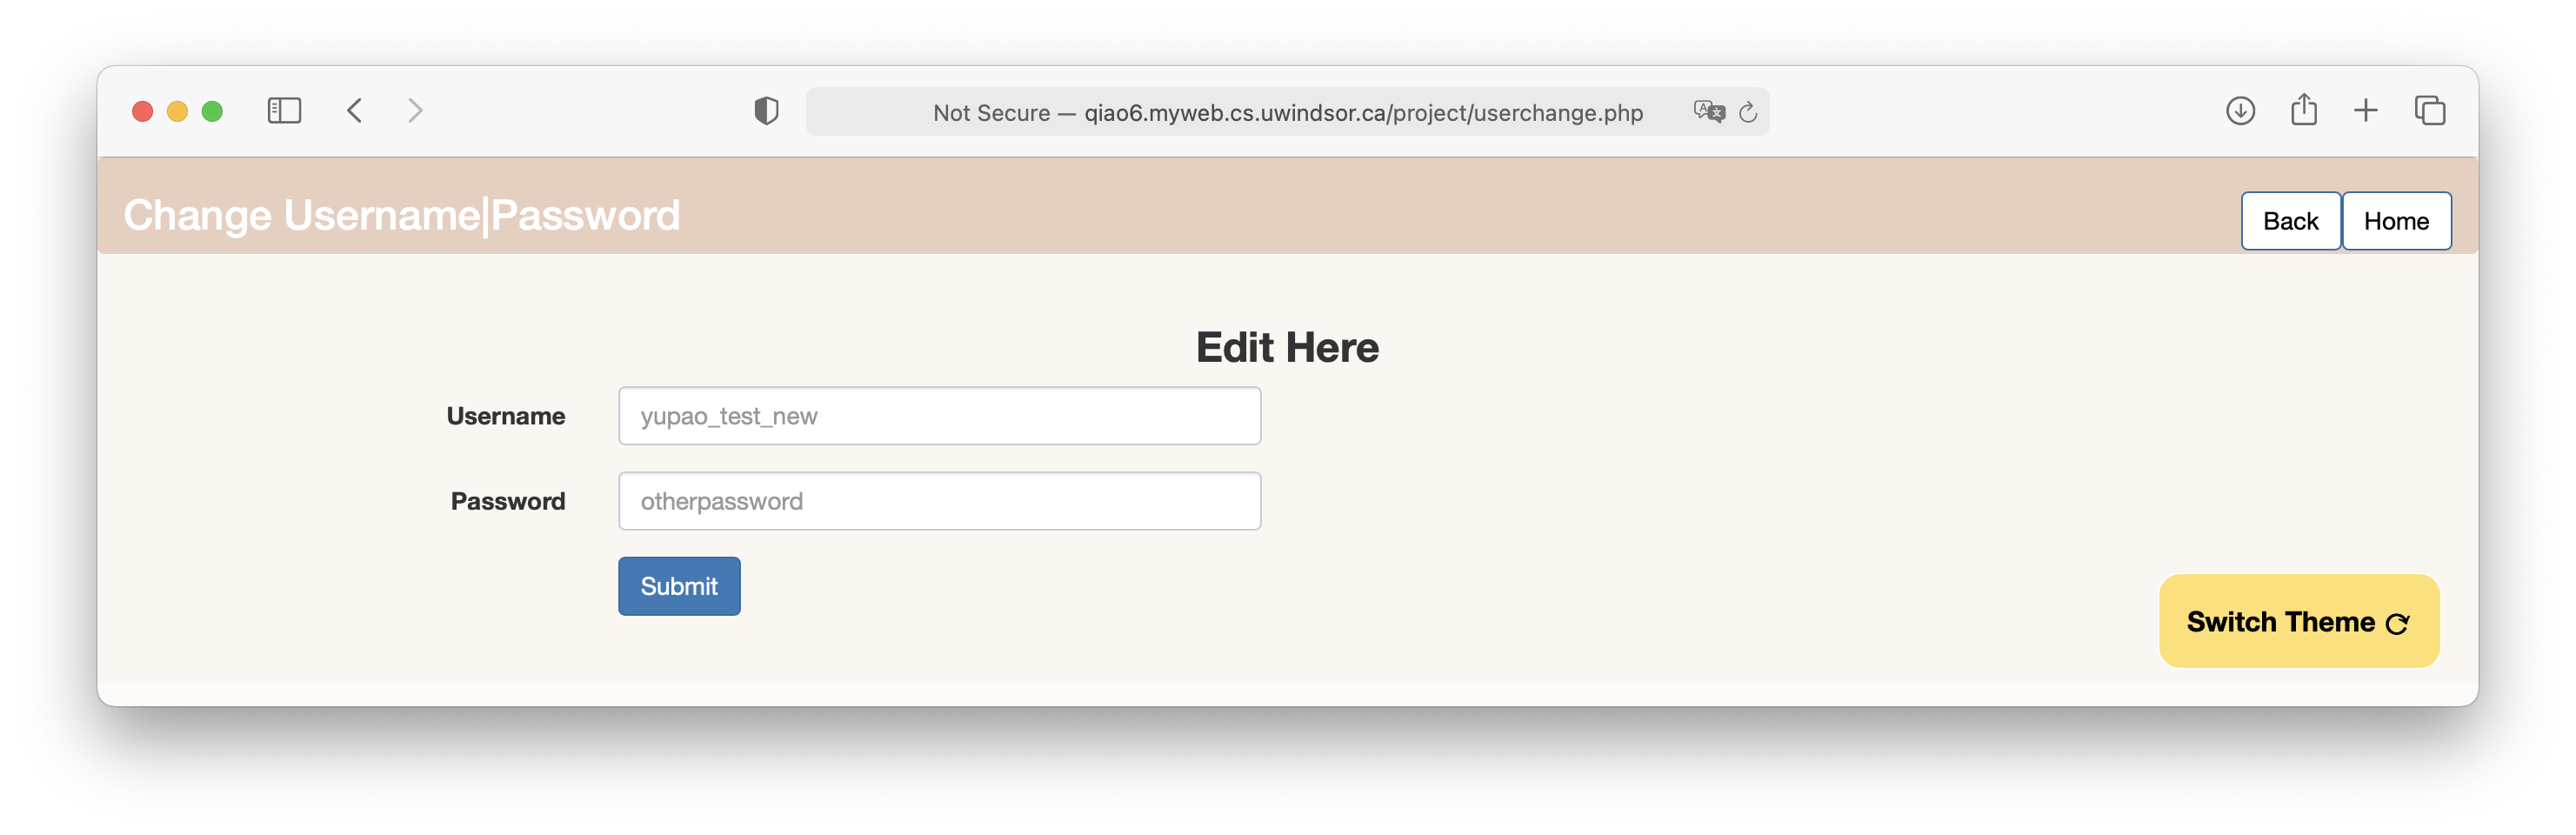 Not Secure — qiao6.myweb.cs.uwindsor.ca/project/userchange.php
Change Username|Password
Back
Home
Edit Here
Username
yupao_test_new
Password
otherpassword
Submit
Switch Theme